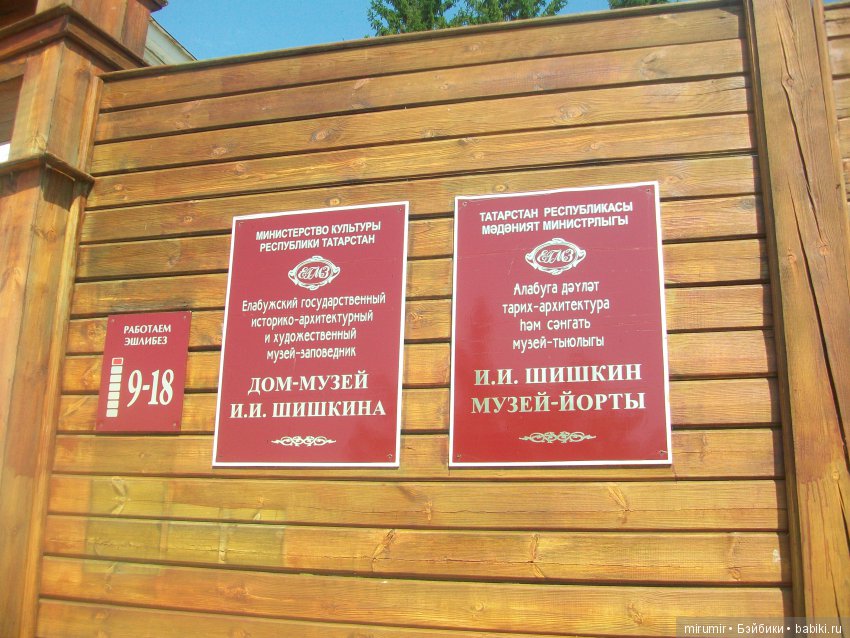 РАБОТАЕМ
ЭШЛИБЕЗ
9-18
МИНИСТЕРСТВО КУЛЬТУРЫ
РЕСПУБЛИКИ ТАТАРСТАН
ЕГМЗ
Елабужский государственный
историко-архитектурный
и художественный
музей-заповедник
ДОМ-МУЗЕЙ
И.И. ШИШКИНА
ТАТАРСТАН РЕСПУБЛИКАСЫ
МӘДӘНИЯТ МИНИСТРЛЫГЫ
ЕГМЗ
Алабуга дәүләт
тарих-архитектура
һәм сәнгать
музей-тыюлыгы
И.И. ШИШКИН
МУЗЕЙ-ЙОРТЫ
mirumir • Бэйбики • babiki.ru